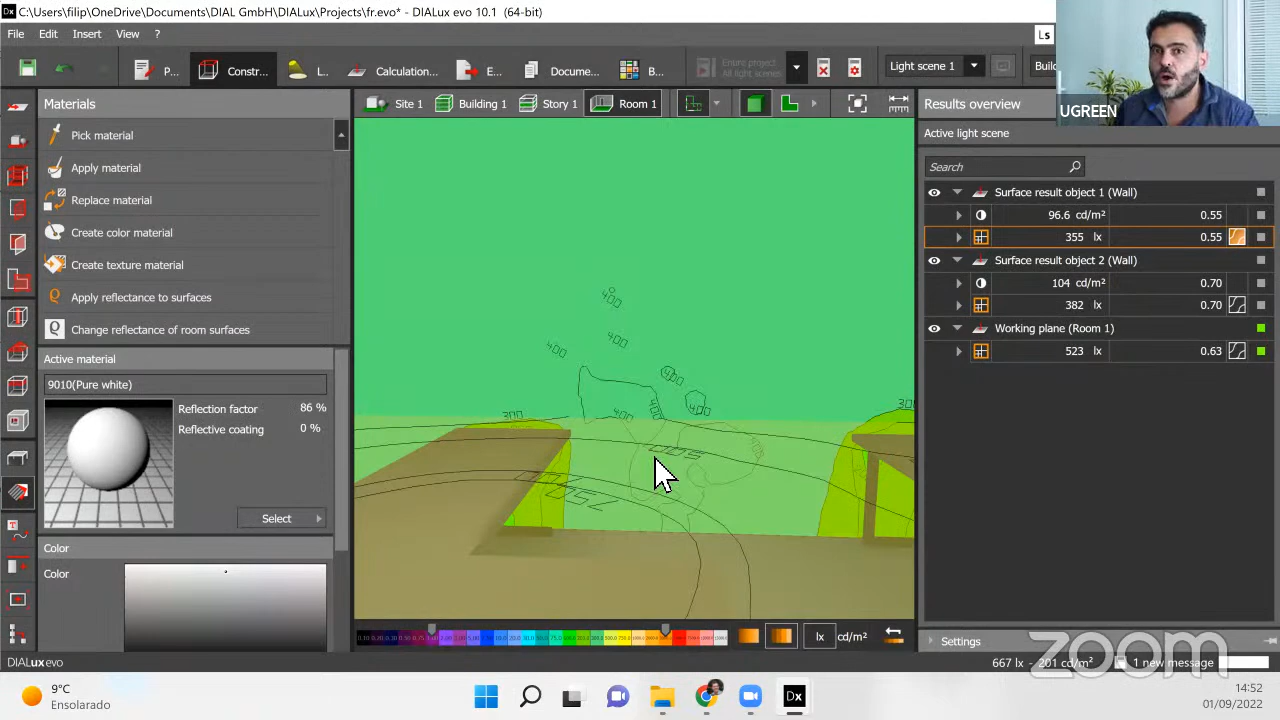 C:\Users\filip\OneDrive\Documents\DIAL GmbH\DIALux\Projects\fr.evo* - DIALux evo 10.1 (64-bit)
File Edit Insert View ?
Ls
P... Constr... L... Calculation... E... ...ume... B...
Light scene 1
UGREEN
Materials
Site 1 Building 1 Story ... Room 1
Results overview
Active light scene
Pick material
Apply material
Replace material
Create color material
Create texture material
Apply reflectance to surfaces
Change reflectance of room surfaces
Active material
9010(Pure white)
Reflection factor 86 %
Reflective coating 0 %
Select
Color
Color
400
400
400
400
400
400
400
300
300
500
Search
Surface result object 1 (Wall)
96.6 cd/m² 0.55
355 lx 0.55
Surface result object 2 (Wall)
104 cd/m² 0.70
382 lx 0.70
Working plane (Room 1)
523 lx 0.63
lx cd/m²
Settings
DIALux evo
667 lx - 201 cd/m²
1 new message
zoom
9°C
Ensolarado
Dx
14:52
01/09/2022